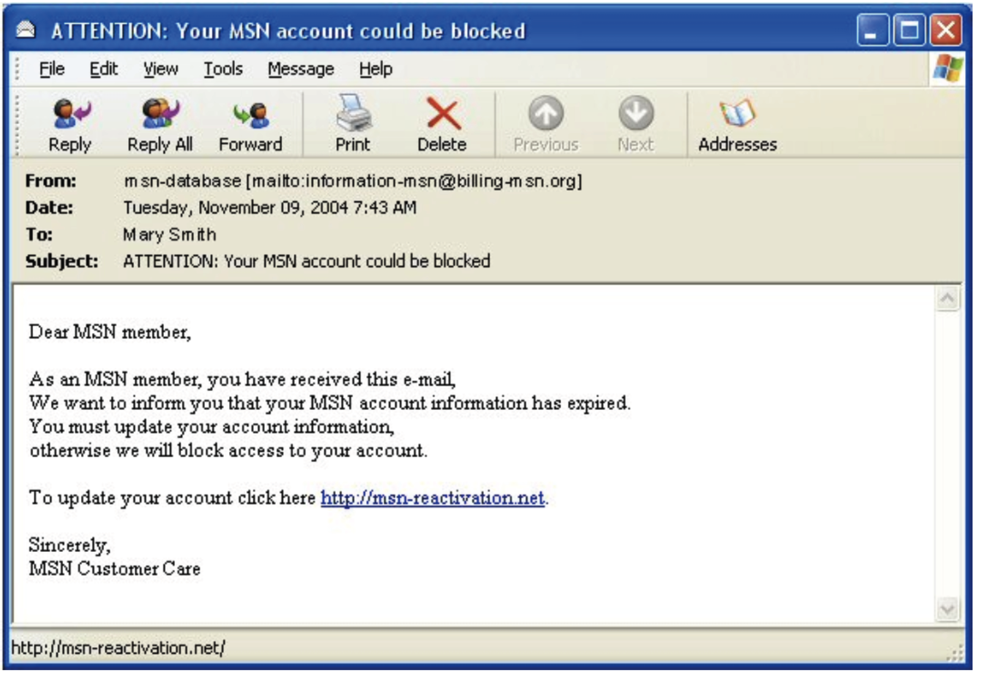 ATTENTION: Your MSN account could be blocked
File Edit View Tools Message Help
Reply Reply All Forward Print Delete Previous Next Addresses
From: msn-database [mailto:information-msn@billing-msn.org]
Date: Tuesday, November 09, 2004 7:43 AM
To: Mary Smith
Subject: ATTENTION: Your MSN account could be blocked
Dear MSN member,
As an MSN member, you have received this e-mail,
We want to inform you that your MSN account information has expired.
You must update your account information,
otherwise we will block access to your account.
To update your account click here http://msn-reactivation.net.
Sincerely,
MSN Customer Care
http://msn-reactivation.net/